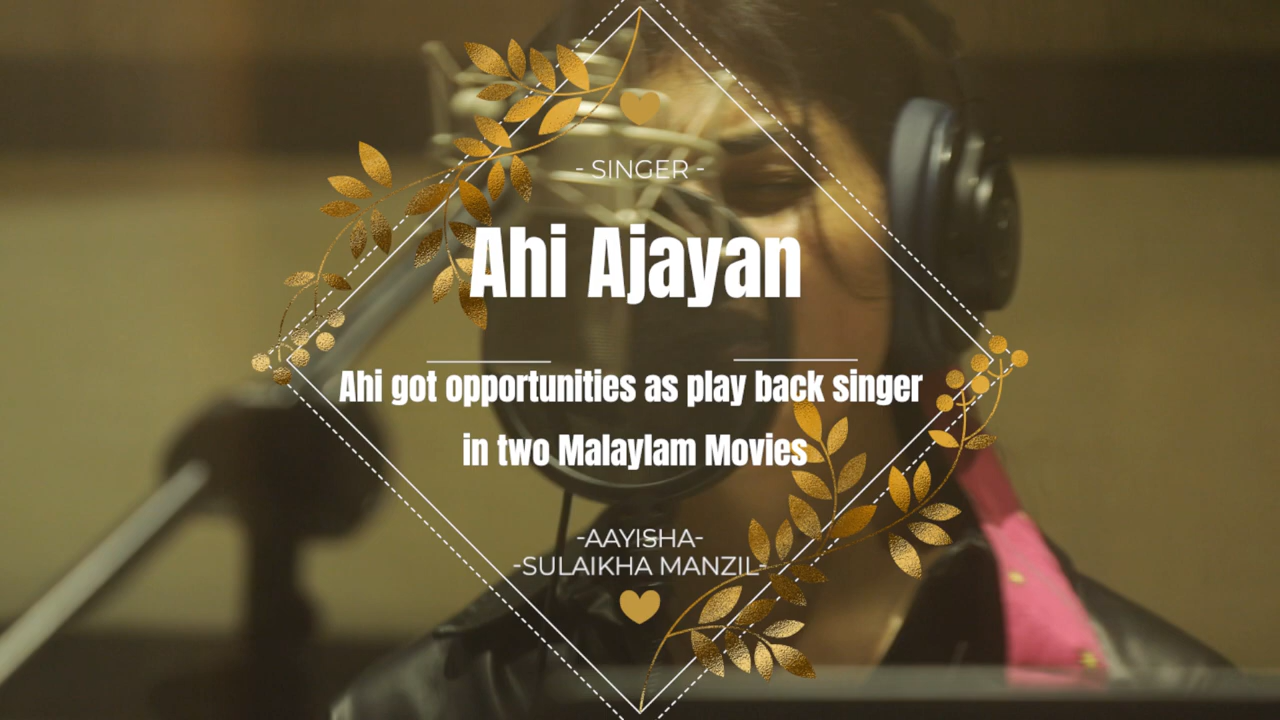 - SINGER -
Ahi Ajayan
Ahi got opportunities as play back singer
in two Malaylam Movies
-AAYISHA-
-SULAIKHA MANZIL-